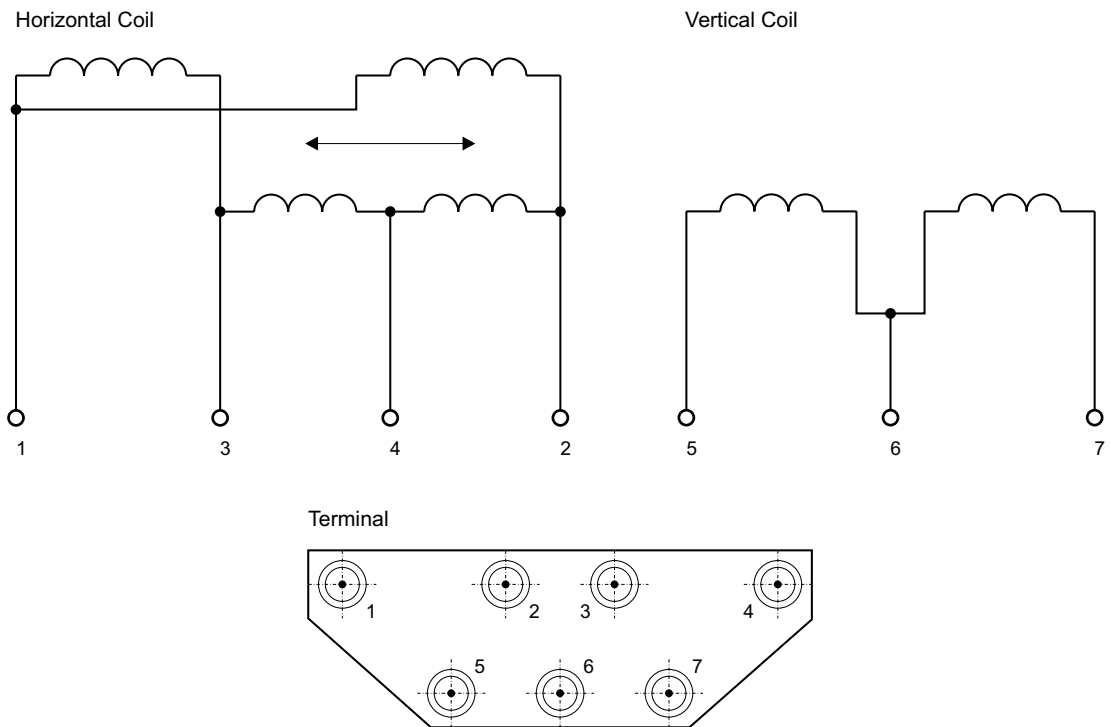 Horizontal Coil
Vertical Coil
1 3 4 2 5 6 7
Terminal
1 2 3 4
5 6 7